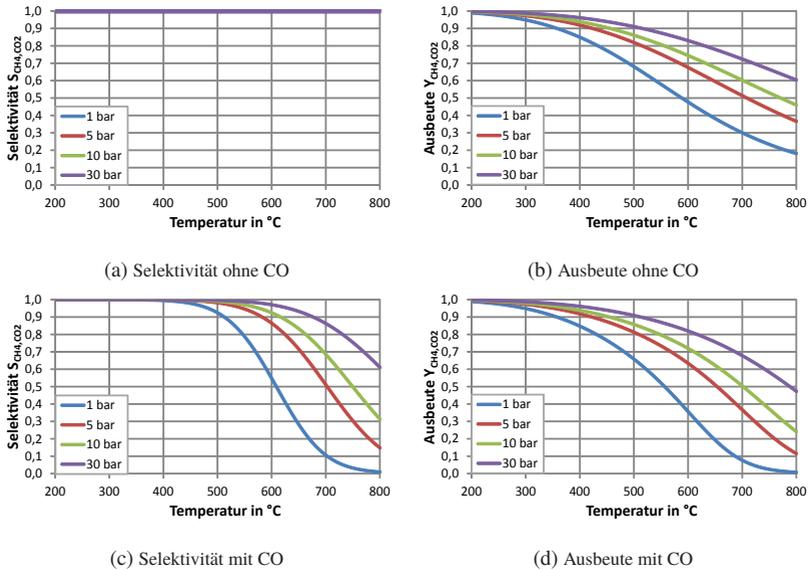 1,0
0,9
0,8
0,7
0,6
0,5
0,4
0,3
0,2
0,1
0,0
Selektivität S_CH4,CO2
1 bar
5 bar
10 bar
30 bar
200 300 400 500 600 700 800
Temperatur in °C
(a) Selektivität ohne CO
1,0
0,9
0,8
0,7
0,6
0,5
0,4
0,3
0,2
0,1
0,0
Ausbeute Y_CH4,CO2
1 bar
5 bar
10 bar
30 bar
200 300 400 500 600 700 800
Temperatur in °C
(b) Ausbeute ohne CO
1,0
0,9
0,8
0,7
0,6
0,5
0,4
0,3
0,2
0,1
0,0
Selektivität S_CH4,CO2
1 bar
5 bar
10 bar
30 bar
200 300 400 500 600 700 800
Temperatur in °C
(c) Selektivität mit CO
1,0
0,9
0,8
0,7
0,6
0,5
0,4
0,3
0,2
0,1
0,0
Ausbeute Y_CH4,CO2
1 bar
5 bar
10 bar
30 bar
200 300 400 500 600 700 800
Temperatur in °C
(d) Ausbeute mit CO